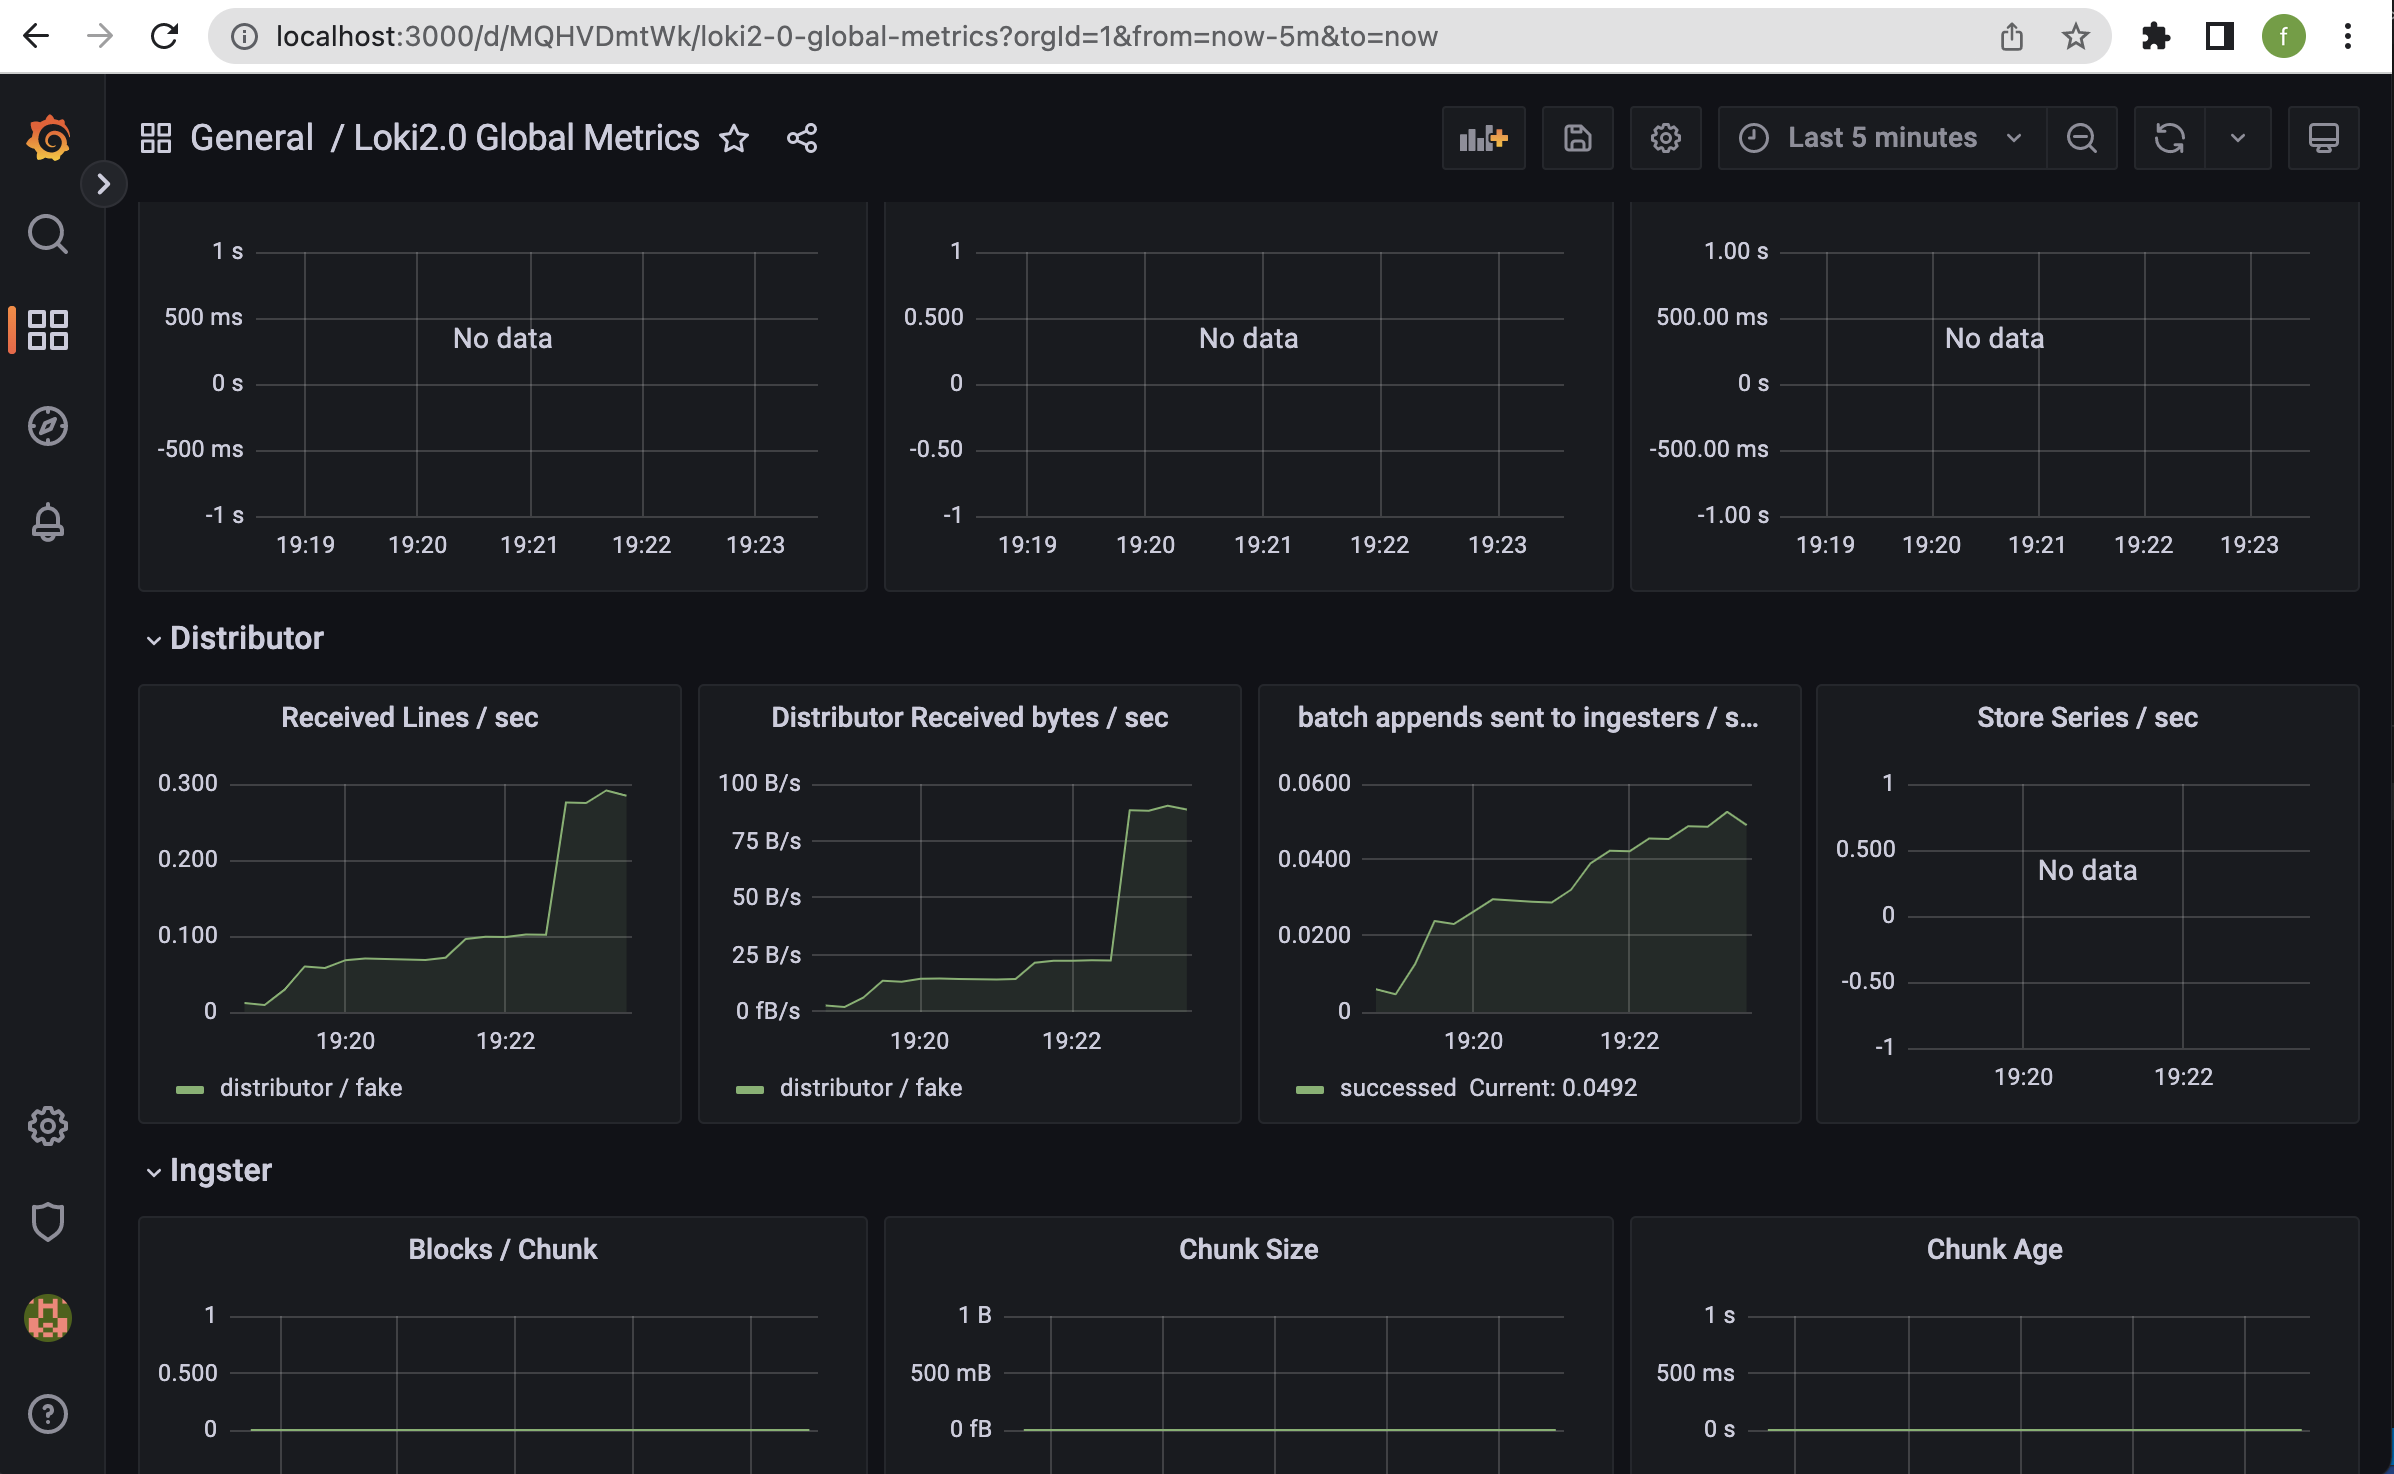 localhost:3000/d/MQHVDmtWk/loki2-0-global-metrics?orgId=1&from=now-5m&to=now
f
General / Loki2.0 Global Metrics
Last 5 minutes
1 s
500 ms
0 s
-500 ms
-1 s
No data
19:19 19:20 19:21 19:22 19:23
1
0.500
0
-0.50
-1
No data
19:19 19:20 19:21 19:22 19:23
1.00 s
500.00 ms
0 s
-500.00 ms
-1.00 s
No data
19:19 19:20 19:21 19:22 19:23
Distributor
Received Lines / sec
0.300
0.200
0.100
0
19:20 19:22
distributor / fake
Distributor Received bytes / sec
100 B/s
75 B/s
50 B/s
25 B/s
0 fB/s
19:20 19:22
distributor / fake
batch appends sent to ingesters / s...
0.0600
0.0400
0.0200
0
19:20 19:22
successed Current: 0.0492
Store Series / sec
1
0.500
0
-0.50
-1
No data
19:20 19:22
Ingster
Blocks / Chunk
1
0.500
0
Chunk Size
1 B
500 mB
0 fB
Chunk Age
1 s
500 ms
0 s